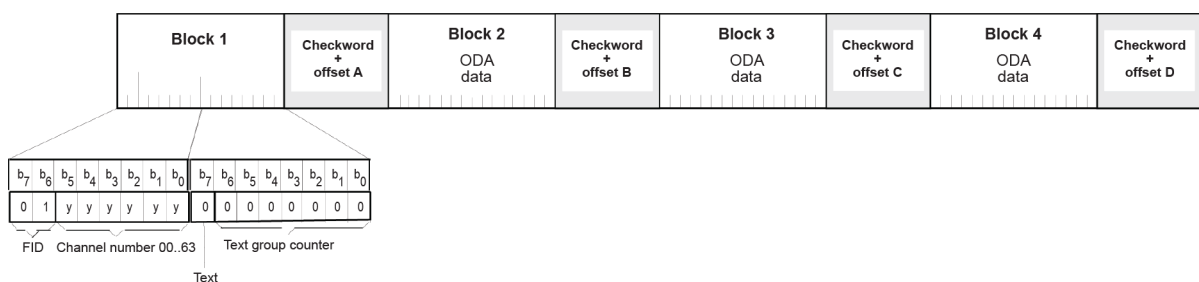 Block 1
Checkword
+
offset A
Block 2
ODA
data
Checkword
+
offset B
Block 3
ODA
data
Checkword
+
offset C
Block 4
ODA
data
Checkword
+
offset D
b7 b6 b5 b4 b3 b2 b1 b0 b7 b6 b5 b4 b3 b2 b1 b0
0 1 y y y y y y 0 0 0 0 0 0 0 0
FID Channel number 00..63 Text group counter
Text